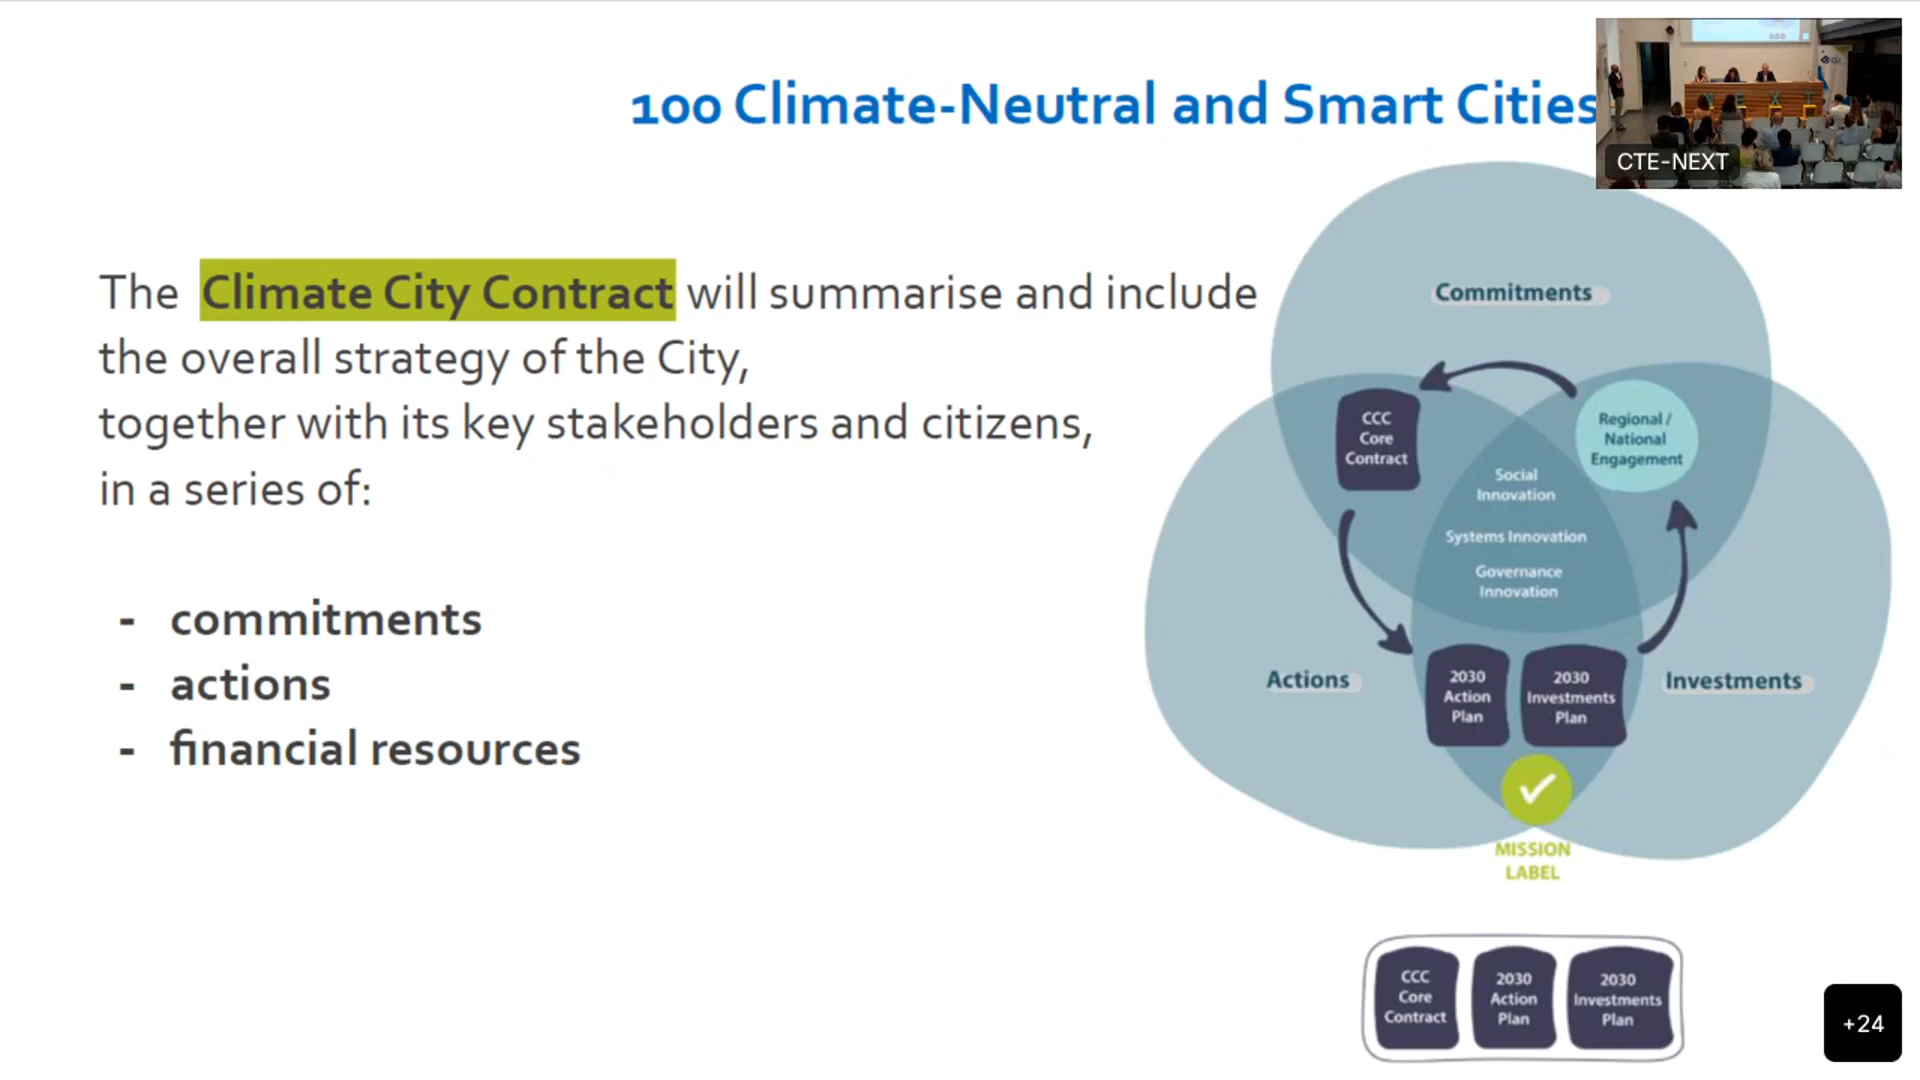 100 Climate-Neutral and Smart Cities
CTE-NEXT
The Climate City Contract will summarise and include
the overall strategy of the City,
together with its key stakeholders and citizens,
in a series of:
- commitments
- actions
- financial resources
Commitments
CCC
Core
Contract
Regional /
National
Engagement
Social
Innovation
Systems Innovation
Governance
Innovation
Actions
2030
Action
Plan
2030
Investments
Plan
Investments
MISSION
LABEL
CCC
Core
Contract
2030
Action
Plan
2030
Investments
Plan
+24